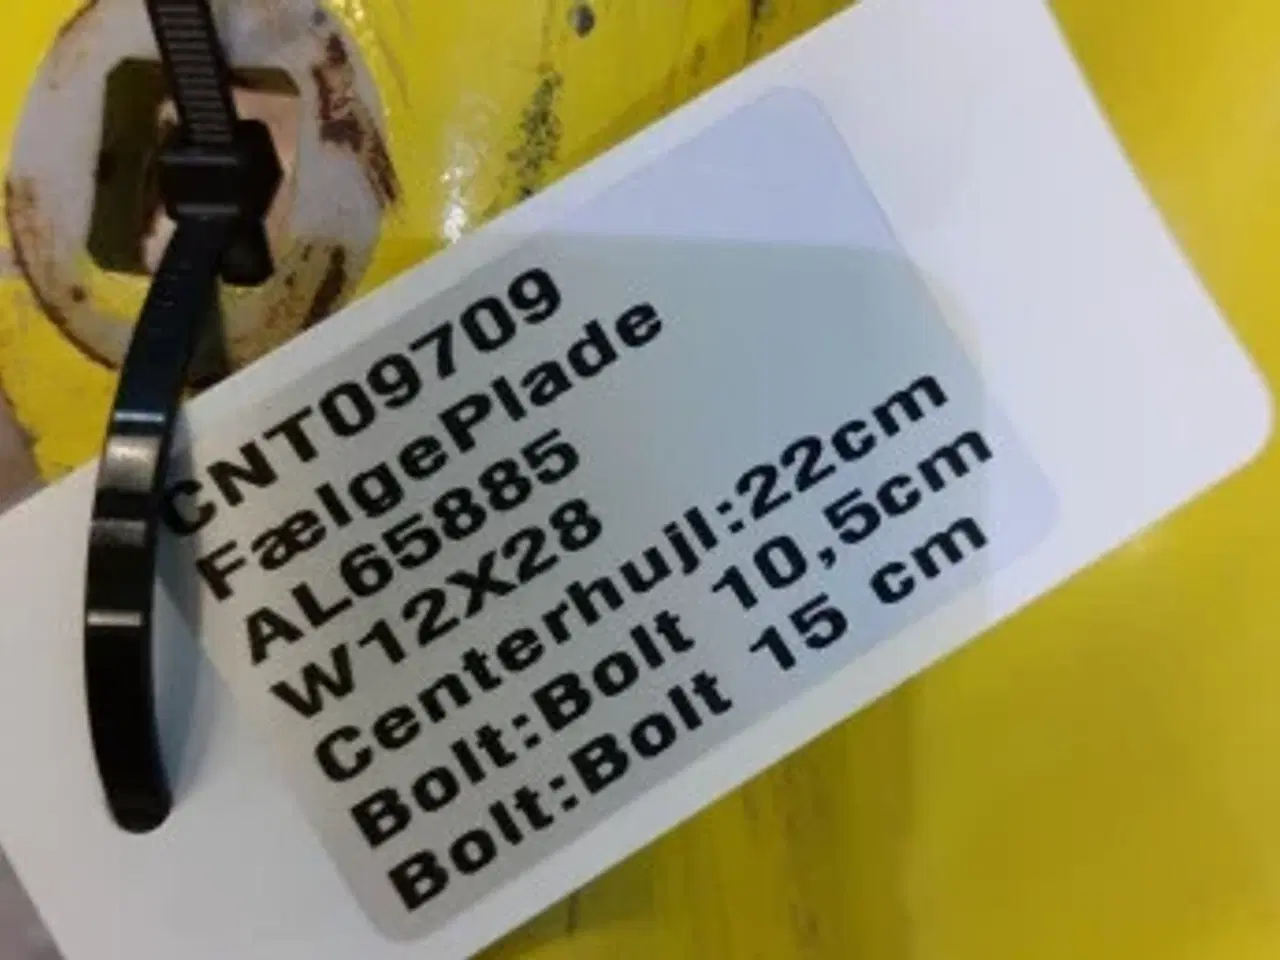 CNT09709
FælgePlade
AL65885
W12X28
Centerhujl:22cm
Bolt:Bolt 10,5cm
Bolt:Bolt 15 cm